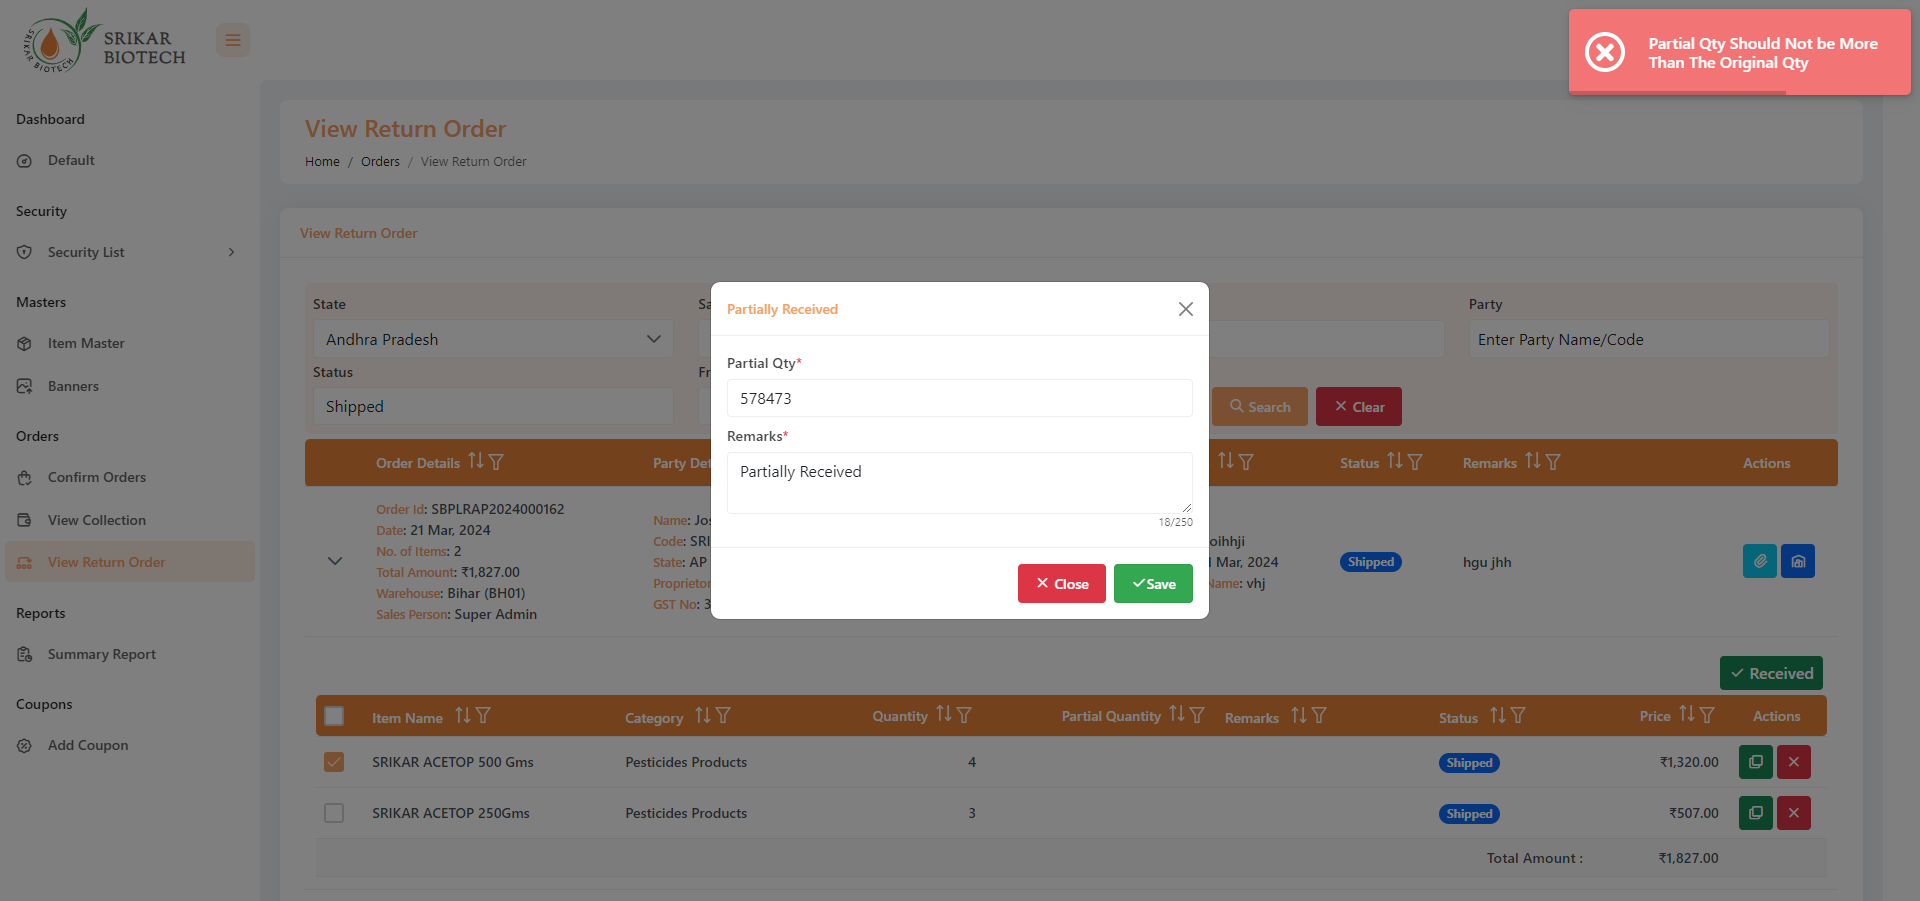 SRIKAR BIOTECH
SRIKAR
BIOTECH
Partial Qty Should Not be More
Than The Original Qty
Dashboard
Default
Security
Security List
Masters
Item Master
Banners
Orders
Confirm Orders
View Collection
View Return Order
Reports
Summary Report
Coupons
Add Coupon
View Return Order
Home / Orders / View Return Order
View Return Order
State
Sa
Party
Andhra Pradesh
Enter Party Name/Code
Status
Fr
Shipped
Search
Clear
Partially Received
Partial Qty*
578473
Remarks*
Partially Received
18/250
Close
Save
Order Details
Party Det
Status
Remarks
Actions
Order Id: SBPLRAP2024000162
Date: 21 Mar, 2024
No. of Items: 2
Total Amount: ₹1,827.00
Warehouse: Bihar (BH01)
Sales Person: Super Admin
Name: Jos
Code: SRI
State: AP
Proprietor
GST No: 3
oihhji
Mar, 2024
Name: vhj
Shipped
hgu jhh
Received
Item Name
Category
Quantity
Partial Quantity
Remarks
Status
Price
Actions
SRIKAR ACETOP 500 Gms
Pesticides Products
4
Shipped
₹1,320.00
SRIKAR ACETOP 250Gms
Pesticides Products
3
Shipped
₹507.00
Total Amount :
₹1,827.00